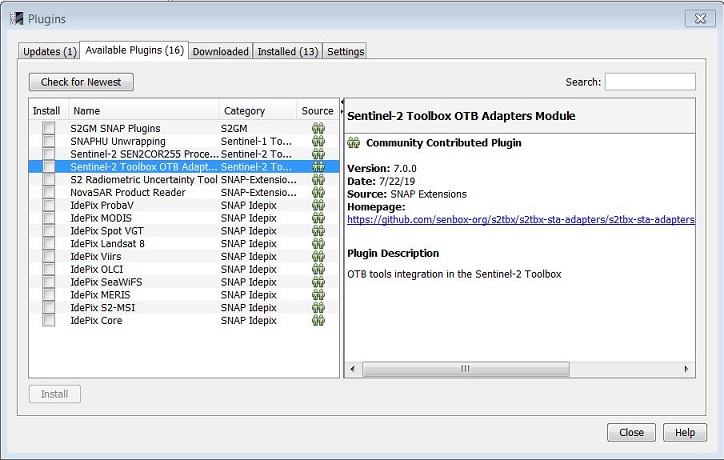 Plugins
Updates (1) Available Plugins (16) Downloaded Installed (13) Settings
Check for Newest Search:
Install Name Category Source
S2GM SNAP Plugins S2GM
SNAPHU Unwrapping Sentinel-1 To...
Sentinel-2 SEN2COR255 Proce... Sentinel-2 To...
Sentinel-2 Toolbox OTB Adapt... Sentinel-2 To...
S2 Radiometric Uncertainty Tool SNAP-Extensio...
NovaSAR Product Reader SNAP-Extensio...
IdePix ProbaV SNAP Idepix
IdePix MODIS SNAP Idepix
IdePix Spot VGT SNAP Idepix
IdePix Landsat 8 SNAP Idepix
IdePix Viirs SNAP Idepix
IdePix OLCI SNAP Idepix
IdePix SeaWiFS SNAP Idepix
IdePix MERIS SNAP Idepix
IdePix S2-MSI SNAP Idepix
IdePix Core SNAP Idepix
Sentinel-2 Toolbox OTB Adapters Module
Community Contributed Plugin
Version: 7.0.0
Date: 7/22/19
Source: SNAP Extensions
Homepage:
https://github.com/senbox-org/s2tbx/s2tbx-sta-adapters/s2tbx-sta-adapters
Plugin Description
OTB tools integration in the Sentinel-2 Toolbox
Install
Close Help